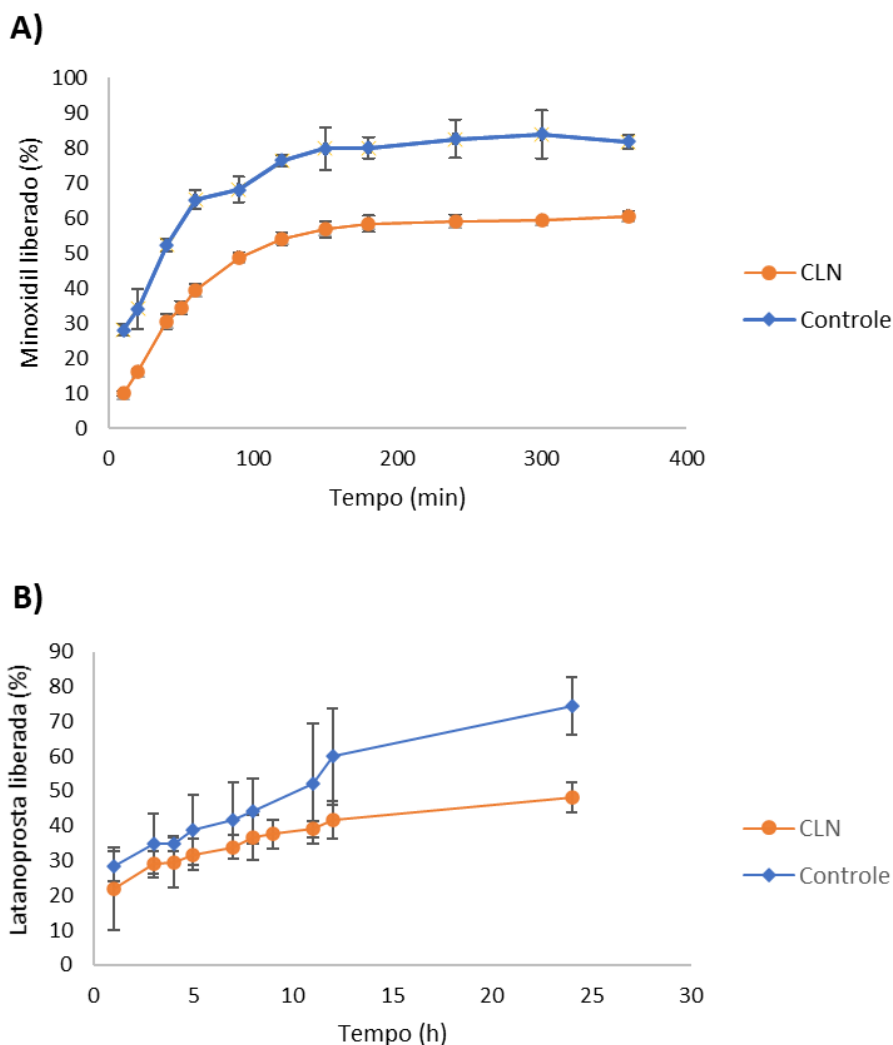 A)
Minoxidil liberado (%)
100
90
80
70
60
50
40
30
20
10
0
0 100 200 300 400
Tempo (min)
CLN
Controle
B)
Latanoprosta liberada (%)
90
80
70
60
50
40
30
20
10
0
0 5 10 15 20 25 30
Tempo (h)
CLN
Controle